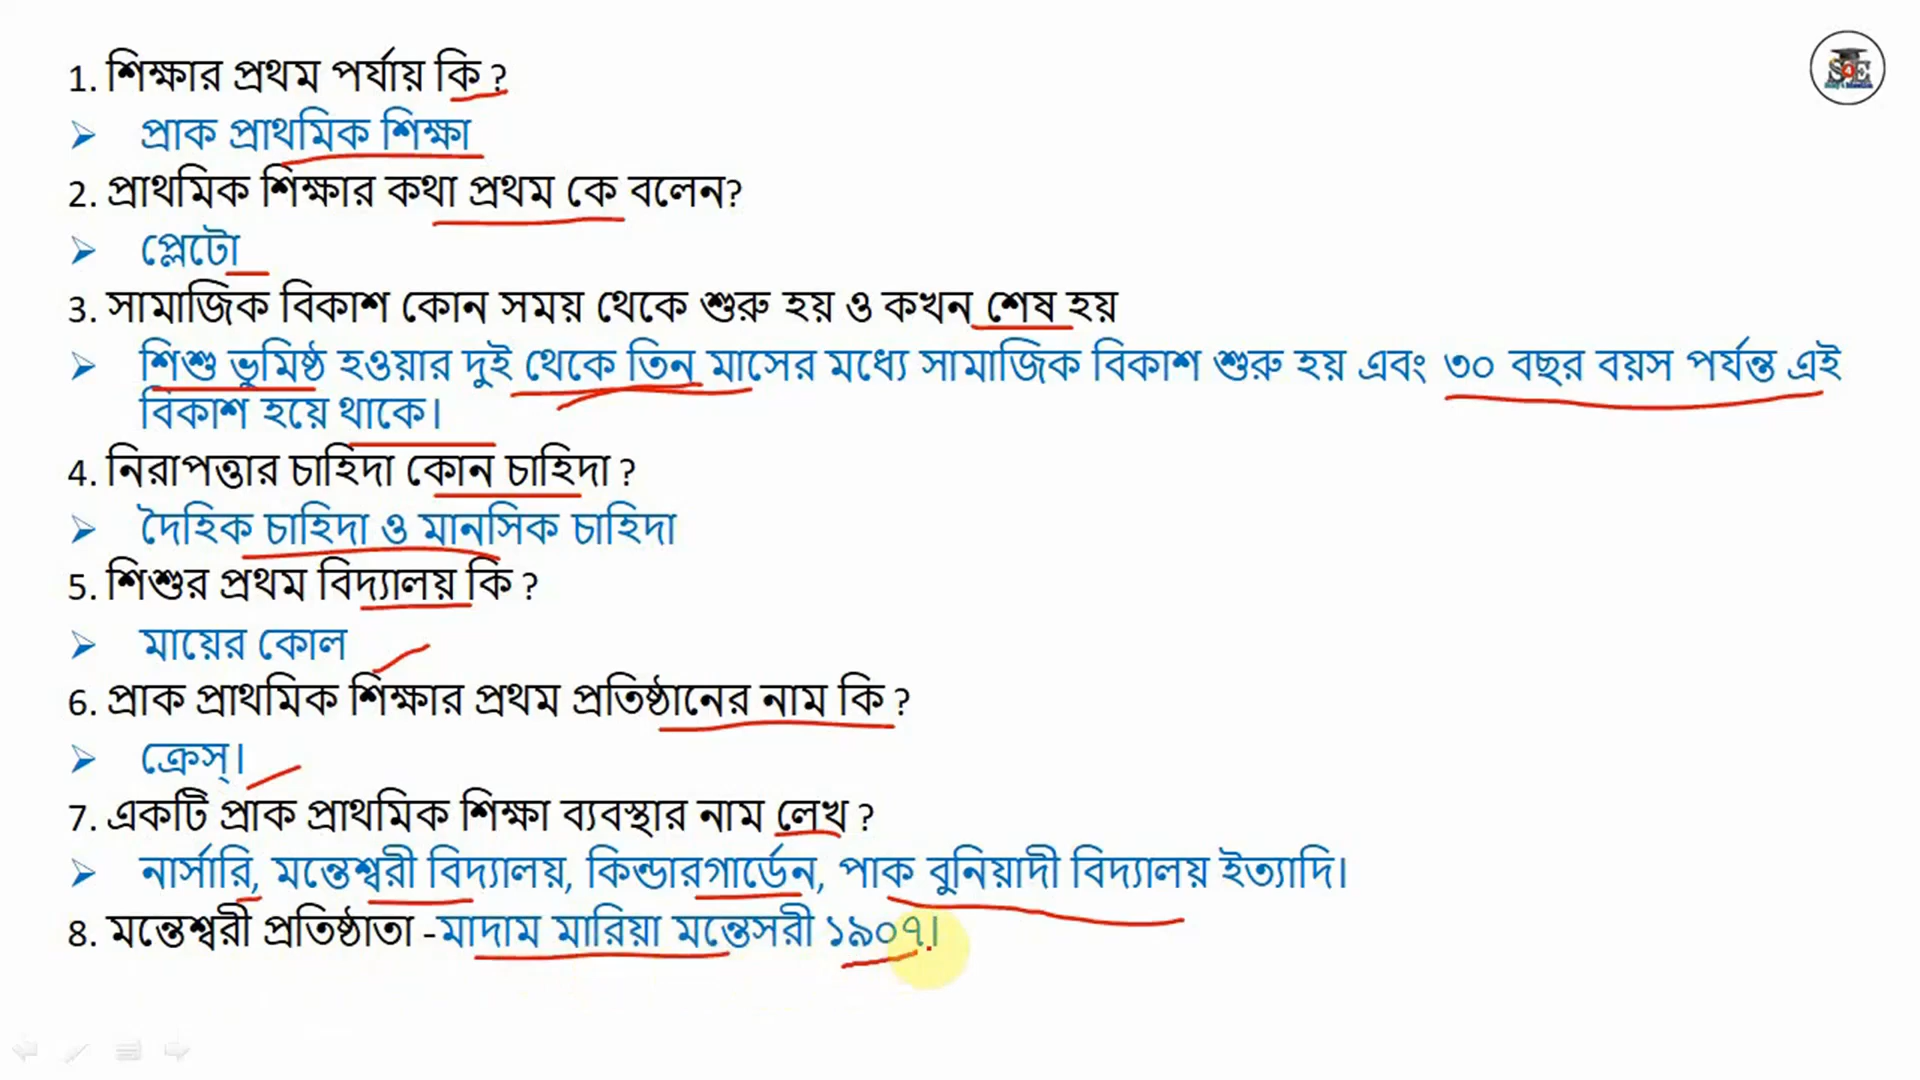 1. শিক্ষার প্রথম পর্যায় কি ?
➢ প্রাক প্রাথমিক শিক্ষা
2. প্রাথমিক শিক্ষার কথা প্রথম কে বলেন?
➢ প্লেটো
3. সামাজিক বিকাশ কোন সময় থেকে শুরু হয় ও কখন শেষ হয়
➢ শিশু ভুমিষ্ঠ হওয়ার দুই থেকে তিন মাসের মধ্যে সামাজিক বিকাশ শুরু হয় এবং ৩০ বছর বয়স পর্যন্ত এই
বিকাশ হয়ে থাকে।
4. নিরাপত্তার চাহিদা কোন চাহিদা ?
➢ দৈহিক চাহিদা ও মানসিক চাহিদা
5. শিশুর প্রথম বিদ্যালয় কি ?
➢ মায়ের কোল
6. প্রাক প্রাথমিক শিক্ষার প্রথম প্রতিষ্ঠানের নাম কি ?
➢ ক্রেস্।
7. একটি প্রাক প্রাথমিক শিক্ষা ব্যবস্থার নাম লেখ ?
➢ নার্সারি, মন্তেশ্বরী বিদ্যালয়, কিন্ডারগার্ডেন, পাক বুনিয়াদী বিদ্যালয় ইত্যাদি।
8. মন্তেশ্বরী প্রতিষ্ঠাতা -মাদাম মারিয়া মন্তেসরী ১৯০৭।